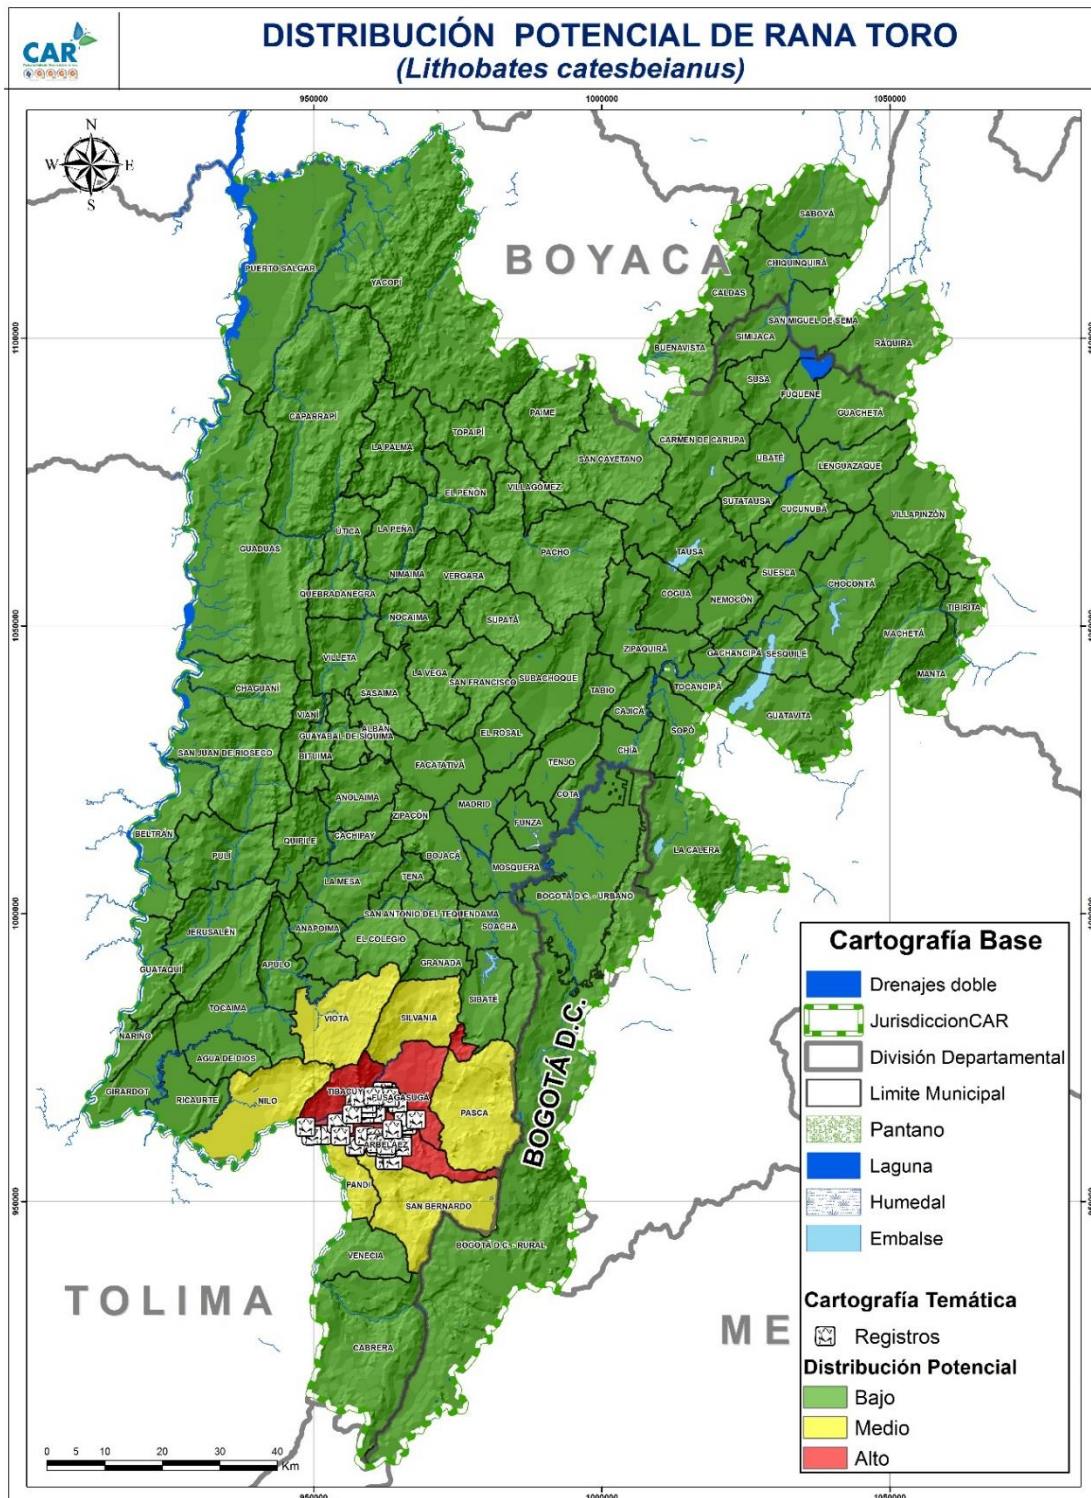 CAR
DISTRIBUCIÓN POTENCIAL DE RANA TORO
(Lithobates catesbeianus)
950000
1000000
1050000
N
W E
S
BOYACA
SABOYÁ
CHIQUINQUIRÁ
CALDAS
PUERTO SALGAR
YACOPÍ
SAN MIGUEL DE SEMA
1100000
SIMIJACA
BUENAVISTA
RÁQUIRA
SUSA
FÚQUENE
CAPARRAPÍ
PAIME
GUACHETÁ
TOPAIPÍ
CARMEN DE CARUPA
LA PALMA
SAN CAYETANO
UBATÉ
LENGUAZAQUE
EL PEÑÓN
VILLAGÓMEZ
SUTATAUSA
CUCUNUBÁ
VILLAPINZÓN
ÚTICA
LA PEÑA
GUADUAS
PACHO
TAUSA
NIMAIMA
VERGARA
SUESCA
CHOCONTÁ
QUEBRADANEGRA
COGUA
NEMOCÓN
TIBIRITA
NOCAIMA
SUPATÁ
1050000
MACHETÁ
ZIPAQUIRÁ
GACHANCIPÁ
SESQUILÉ
VILLETA
LA VEGA
SAN FRANCISCO
SUBACHOQUE
MANTA
CHAGUANÍ
SASAIMA
TABIO
TOCANCIPÁ
VIANÍ
CAJICÁ
GUATAVITA
ALBÁN
GUAYABAL DE SIQUIMA
EL ROSAL
SOPÓ
SAN JUAN DE RIOSECO
BITUIMA
CHÍA
FACATATIVÁ
TENJO
ANOLAIMA
MADRID
COTA
ZIPACÓN
FUNZA
BELTRÁN
QUIPILE
CACHIPAY
LA CALERA
PULÍ
BOJACÁ
MOSQUERA
TENA
LA MESA
BOGOTÁ D.C. - URBANO
1000000
SAN ANTONIO DEL TEQUENDAMA
JERUSALÉN
ANAPOIMA
SOACHA
EL COLEGIO
GUATAQUÍ
APULO
GRANADA
SIBATÉ
TOCAIMA
VIOTÁ
SILVANIA
NARIÑO
AGUA DE DIOS
GIRARDOT
RICAURTE
NILO
TIBACUY
FUSAGASUGÁ
PASCA
BOGOTÁ D.C.
ARBELÁEZ
PANDI
SAN BERNARDO
950000
BOGOTÁ D.C. - RURAL
VENECIA
TOLIMA
CABRERA
ME
0 5 10 20 30 40
Km
950000
1000000
1050000
Cartografía Base
Drenajes doble
JurisdiccionCAR
División Departamental
Limite Municipal
Pantano
Laguna
Humedal
Embalse
Cartografía Temática
Registros
Distribución Potencial
Bajo
Medio
Alto